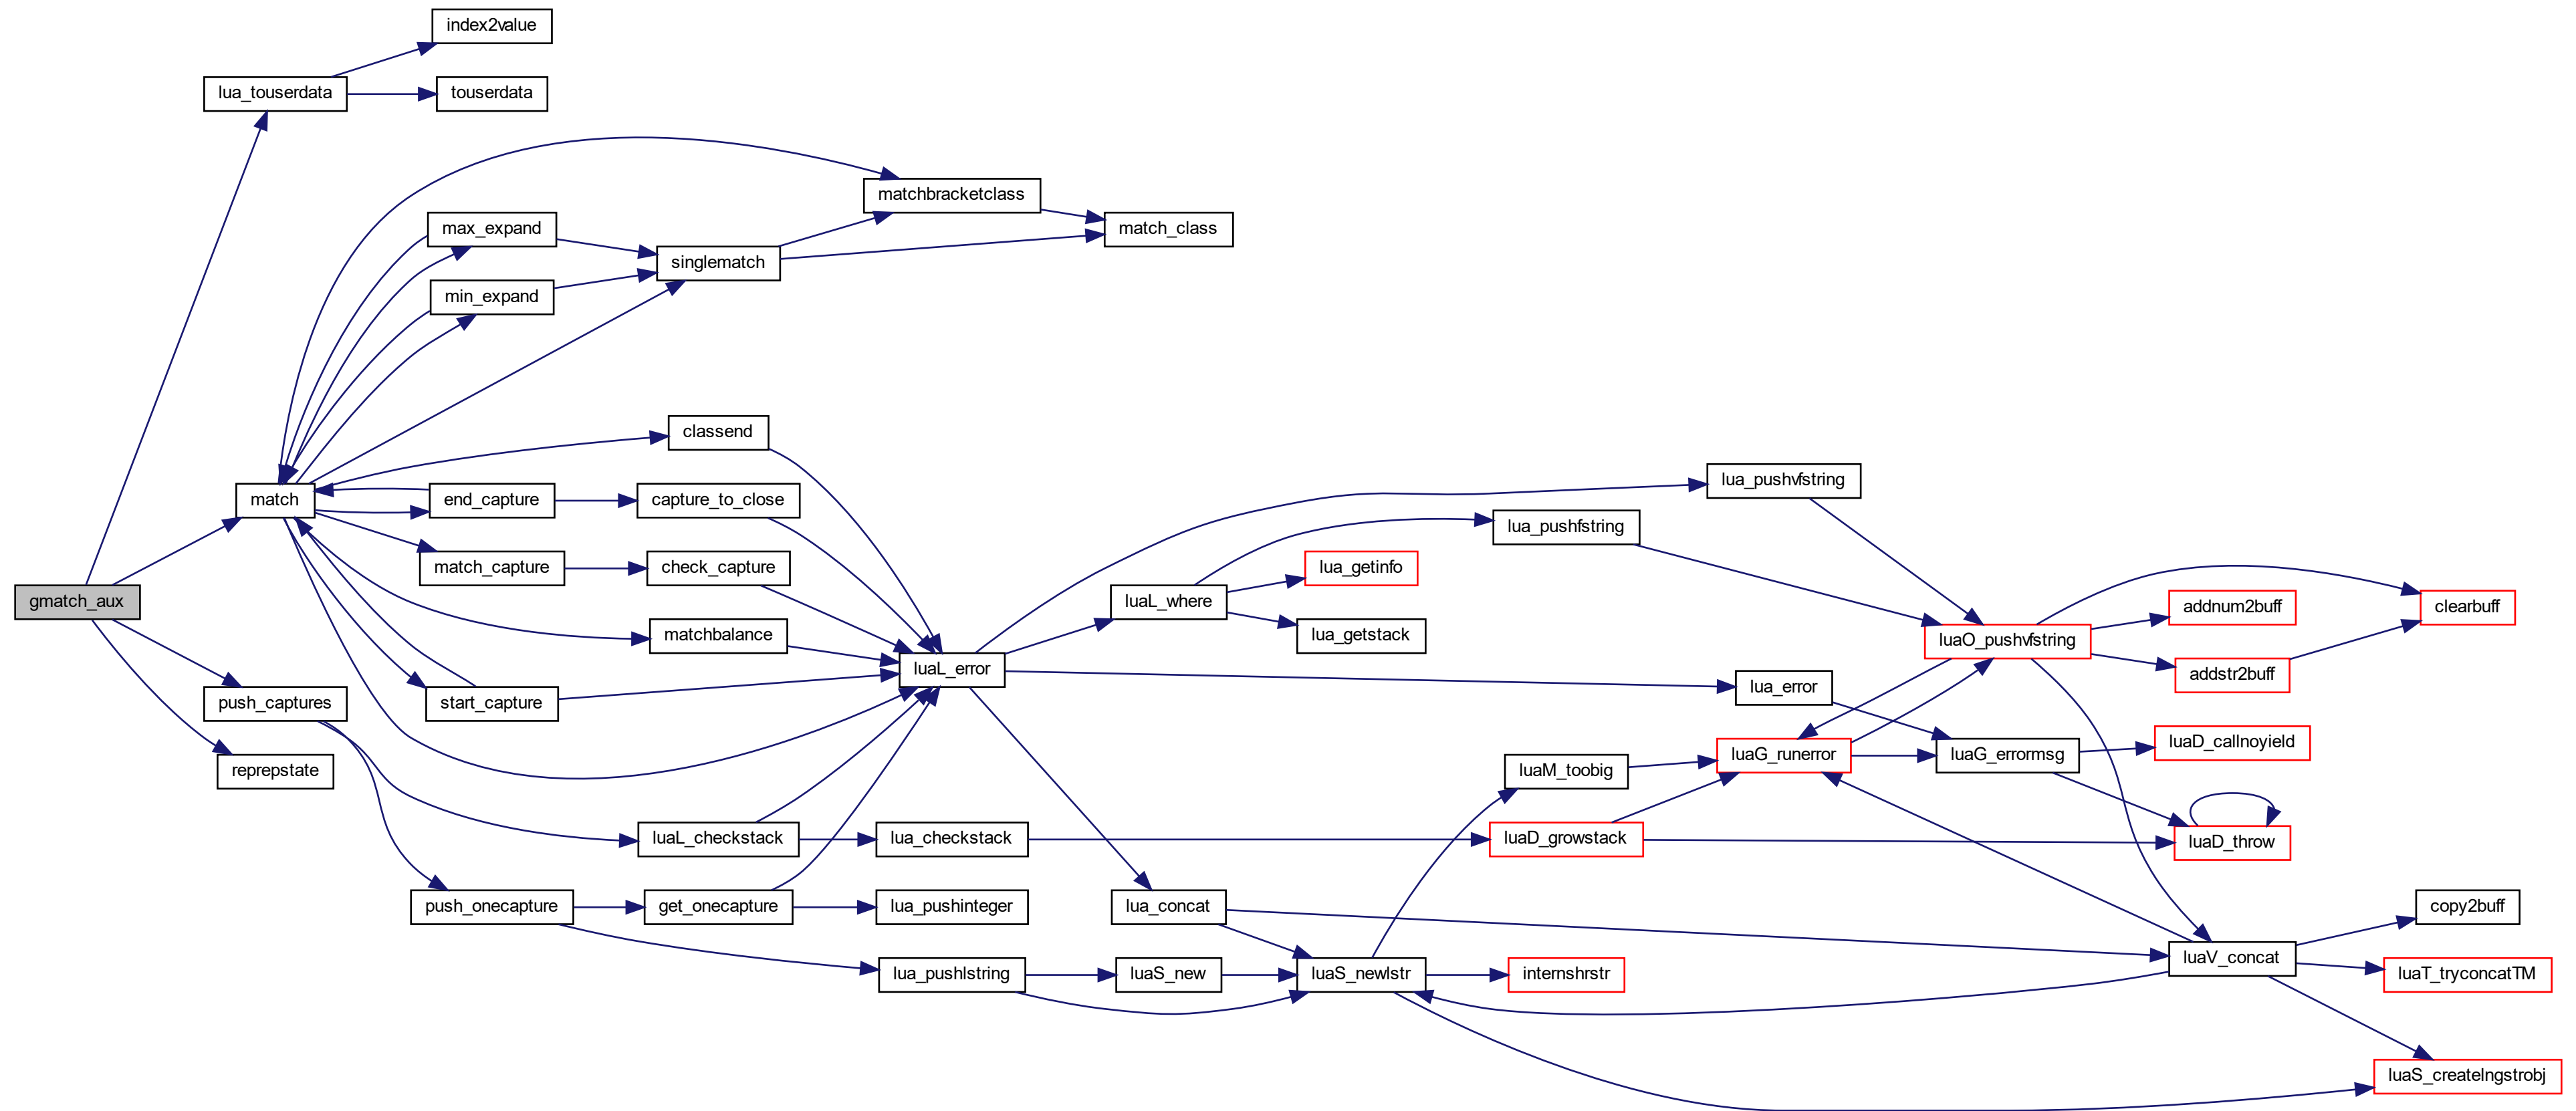 index2value
lua_touserdata
touserdata
matchbracketclass
max_expand
match_class
singlematch
min_expand
classend
lua_pushvfstring
match
end_capture
capture_to_close
lua_pushfstring
match_capture
check_capture
lua_getinfo
gmatch_aux
luaL_where
addnum2buff
clearbuff
matchbalance
lua_getstack
luaO_pushvfstring
luaL_error
addstr2buff
push_captures
start_capture
lua_error
reprepstate
luaM_toobig
luaG_runerror
luaG_errormsg
luaD_callnoyield
luaL_checkstack
lua_checkstack
luaD_growstack
luaD_throw
push_onecapture
get_onecapture
lua_pushinteger
lua_concat
copy2buff
lua_pushlstring
luaS_new
luaS_newlstr
internshrstr
luaV_concat
luaT_tryconcatTM
luaS_createlngstrobj